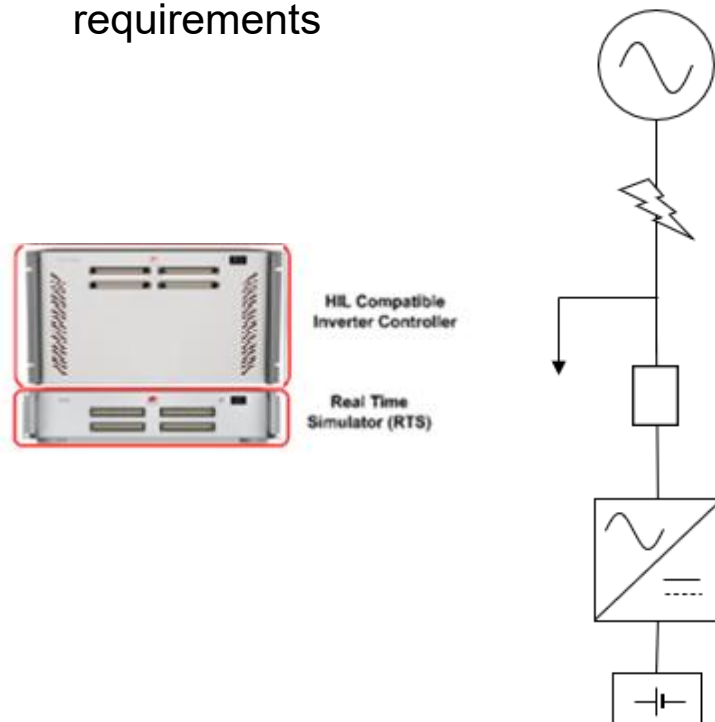 requirements
HIL Compatible
Inverter Controller
Real Time
Simulator (RTS)